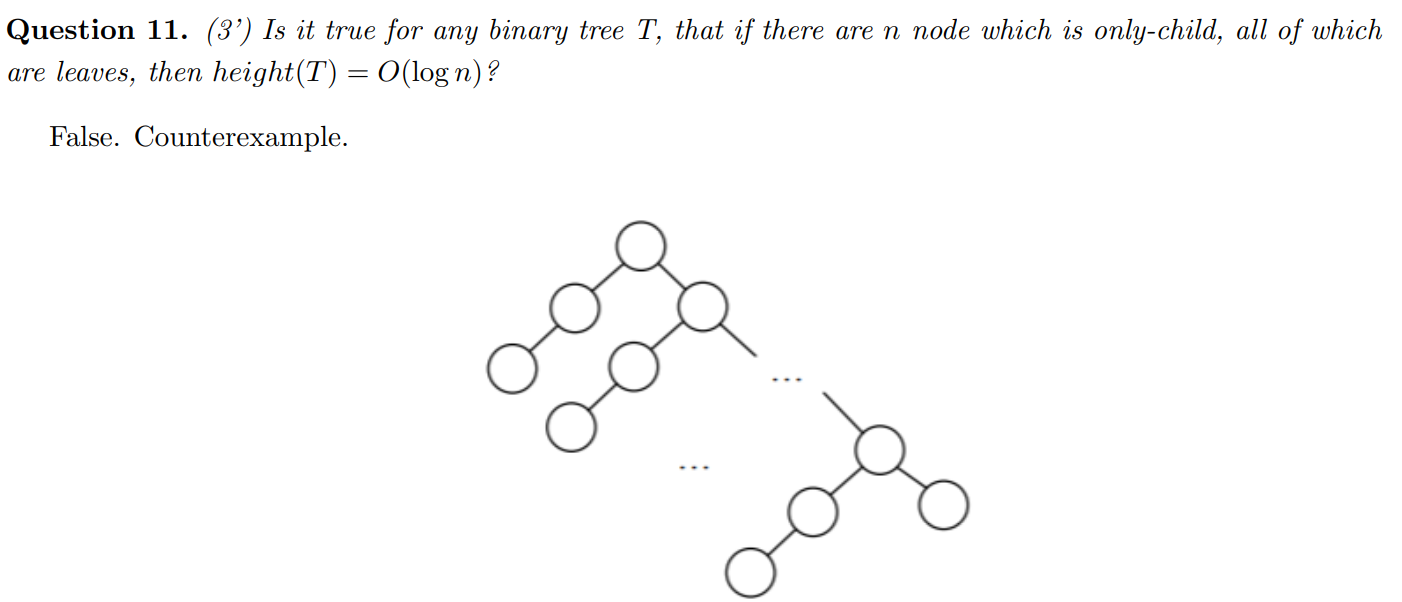 Question 11. (3’) Is it true for any binary tree T, that if there are n node which is only-child, all of which
are leaves, then height(T) = O(log n)?
False. Counterexample.
...
...